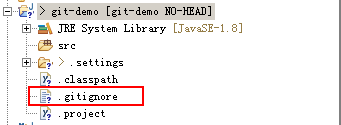 > git-demo [git-demo NO-HEAD]
JRE System Library [JavaSE-1.8]
src
> .settings
.classpath
.gitignore
.project